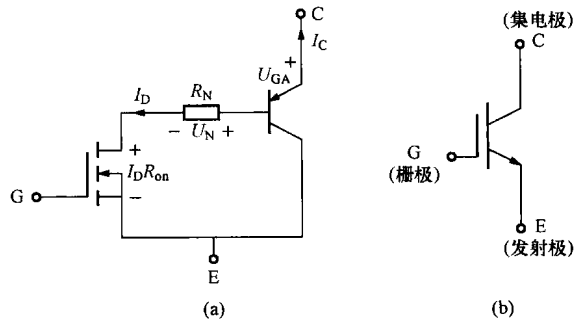 C
I_C
+
U_GA
I_D
R_N
− U_N +
+
I_D R_on
−
G
E
(a)
(集电极)
C
G
(栅极)
E
(发射极)
(b)